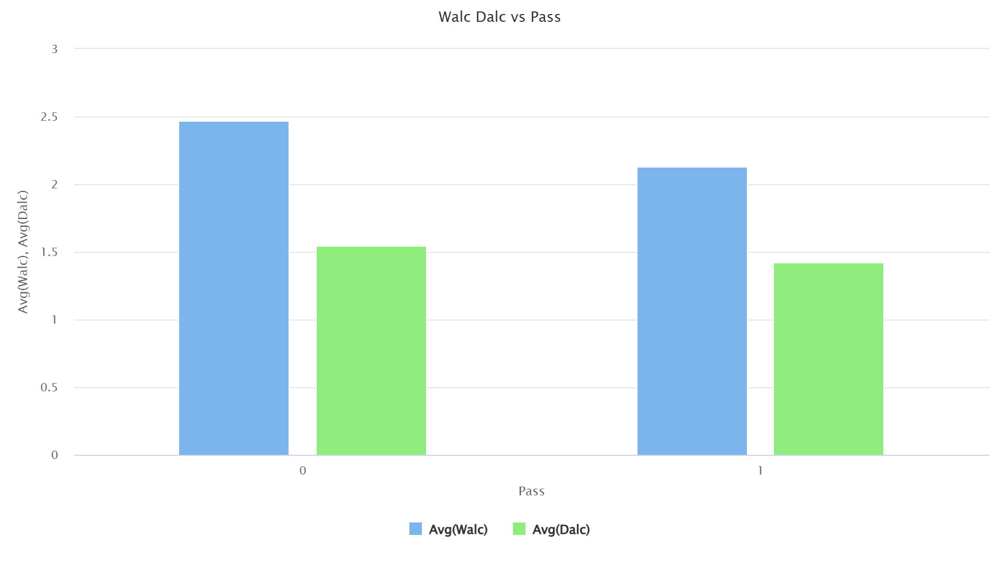 Walc Dalc vs Pass
3
2.5
2
1.5
1
0.5
0
Avg(Walc), Avg(Dalc)
0
1
Pass
Avg(Walc)
Avg(Dalc)